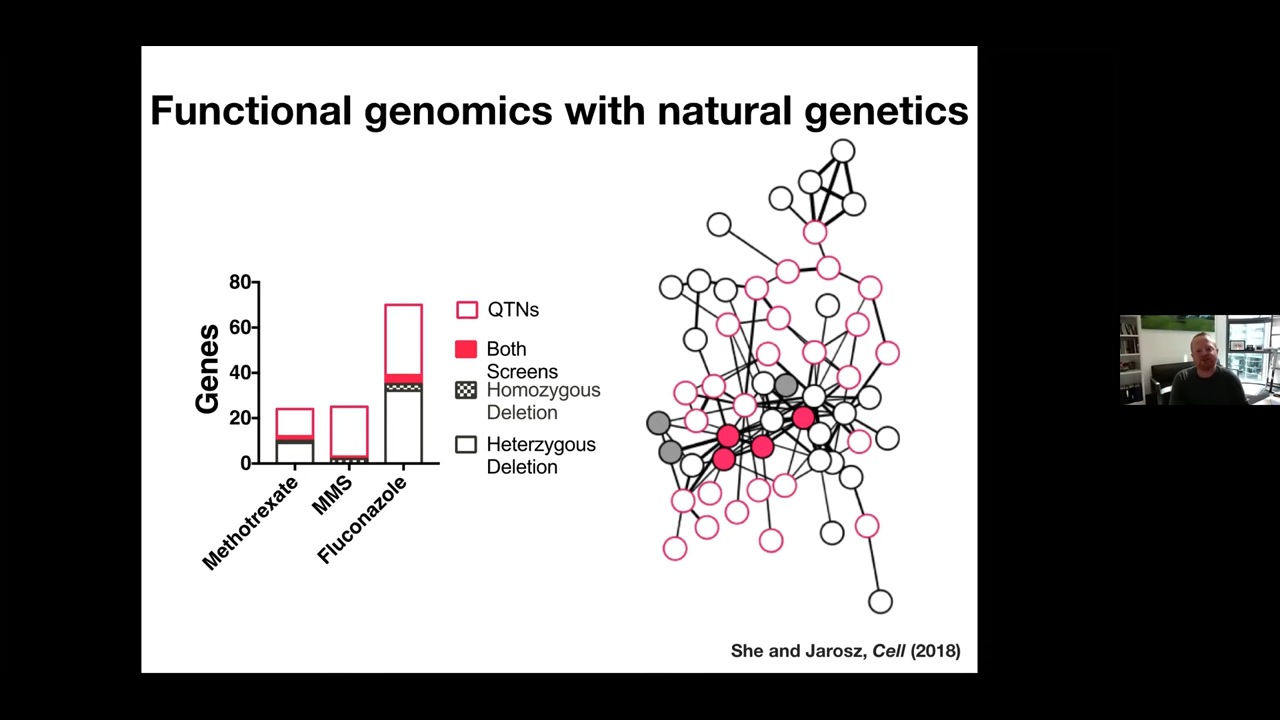 Functional genomics with natural genetics
80
60
40
20
0
Genes
Methotrexate
MMS
Fluconazole
QTNs
Both
Screens
Homozygous
Deletion
Heterzygous
Deletion
She and Jarosz, Cell (2018)